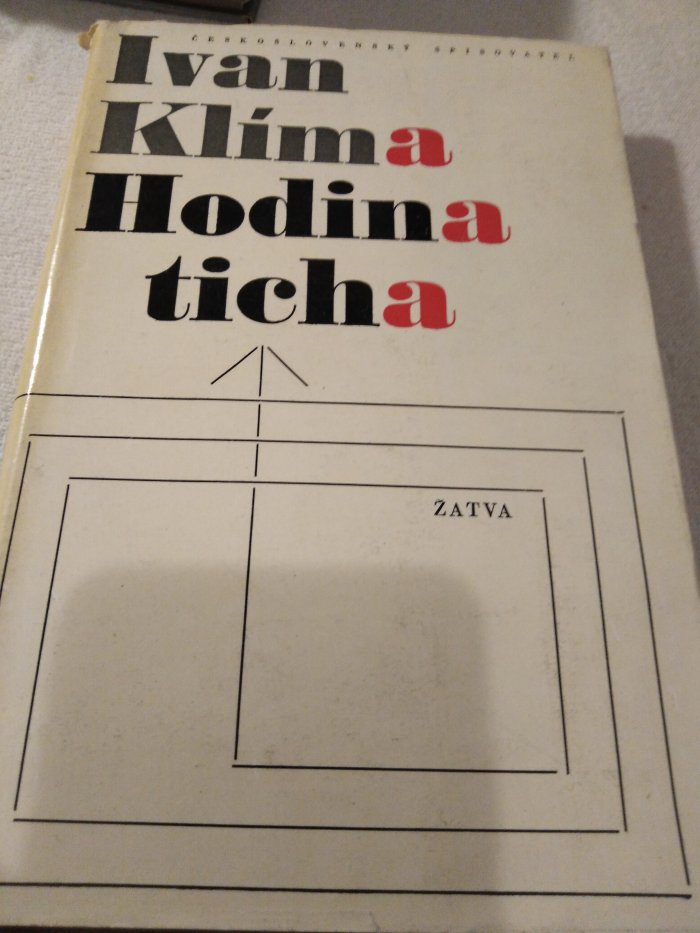 ČESKOSLOVENSKÝ SPISOVATEL
Ivan
Klíma
Hodina
ticha
ŽATVA